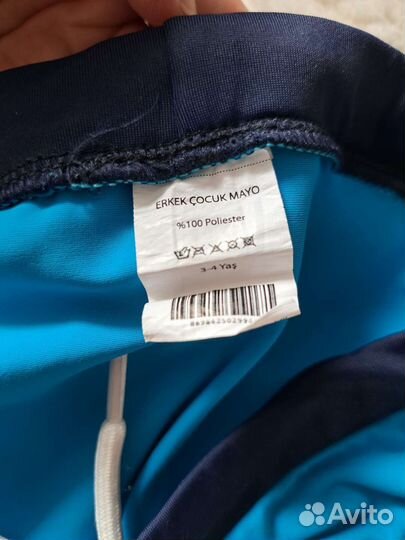 ERKEK ÇOCUK MAYO
%100 Poliester
3-4 Yaş
Avito